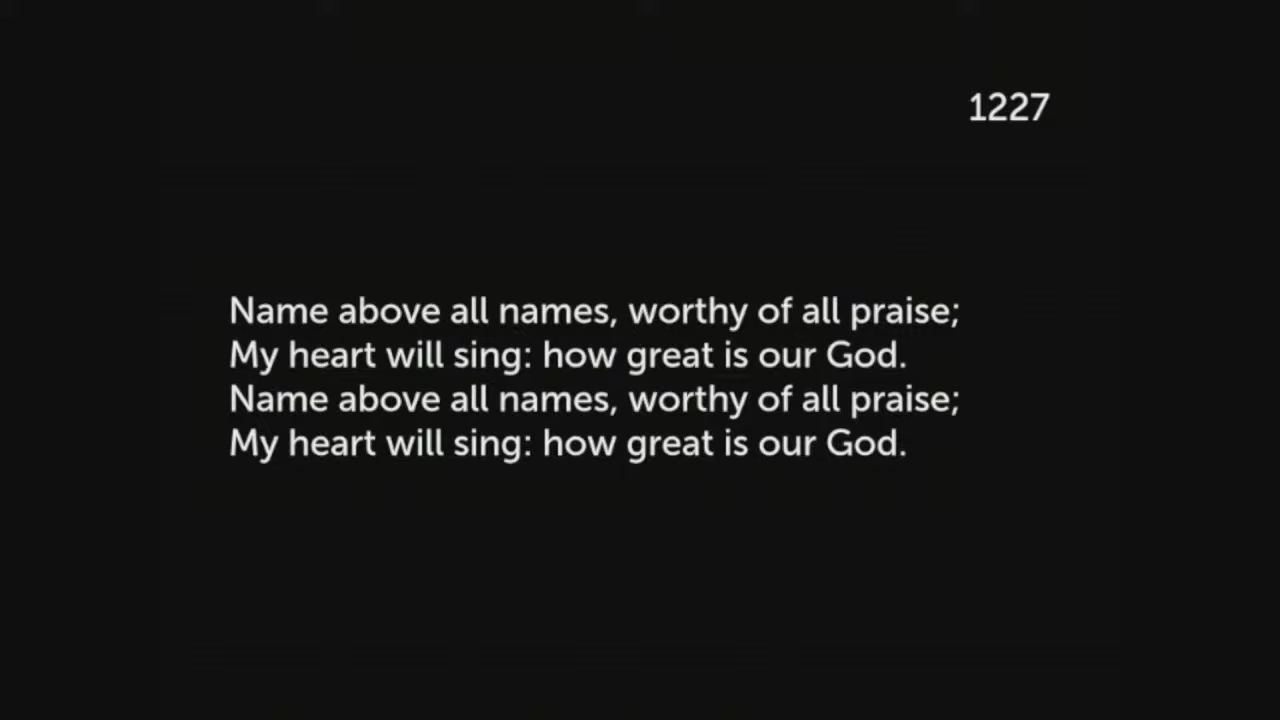 1227
Name above all names, worthy of all praise;
My heart will sing: how great is our God.
Name above all names, worthy of all praise;
My heart will sing: how great is our God.